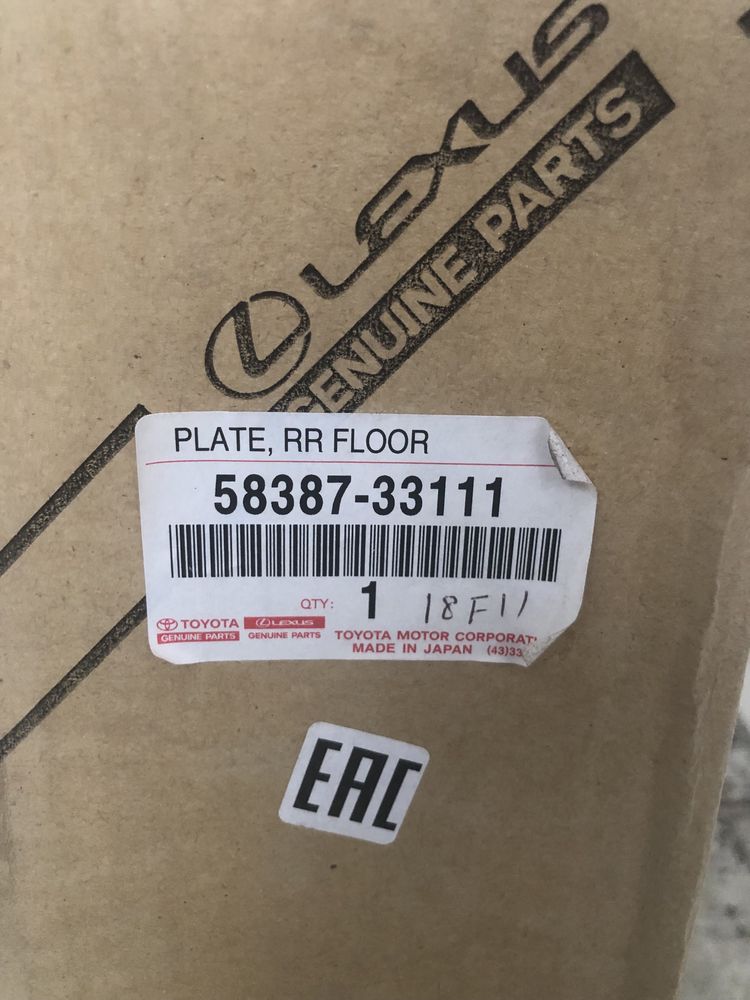 LEXUS
GENUINE PARTS
PLATE, RR FLOOR
58387-33111
QTY: 1 18F11
TOYOTA LEXUS
GENUINE PARTS GENUINE PARTS
TOYOTA MOTOR CORPORAT
MADE IN JAPAN (43)33
EAC